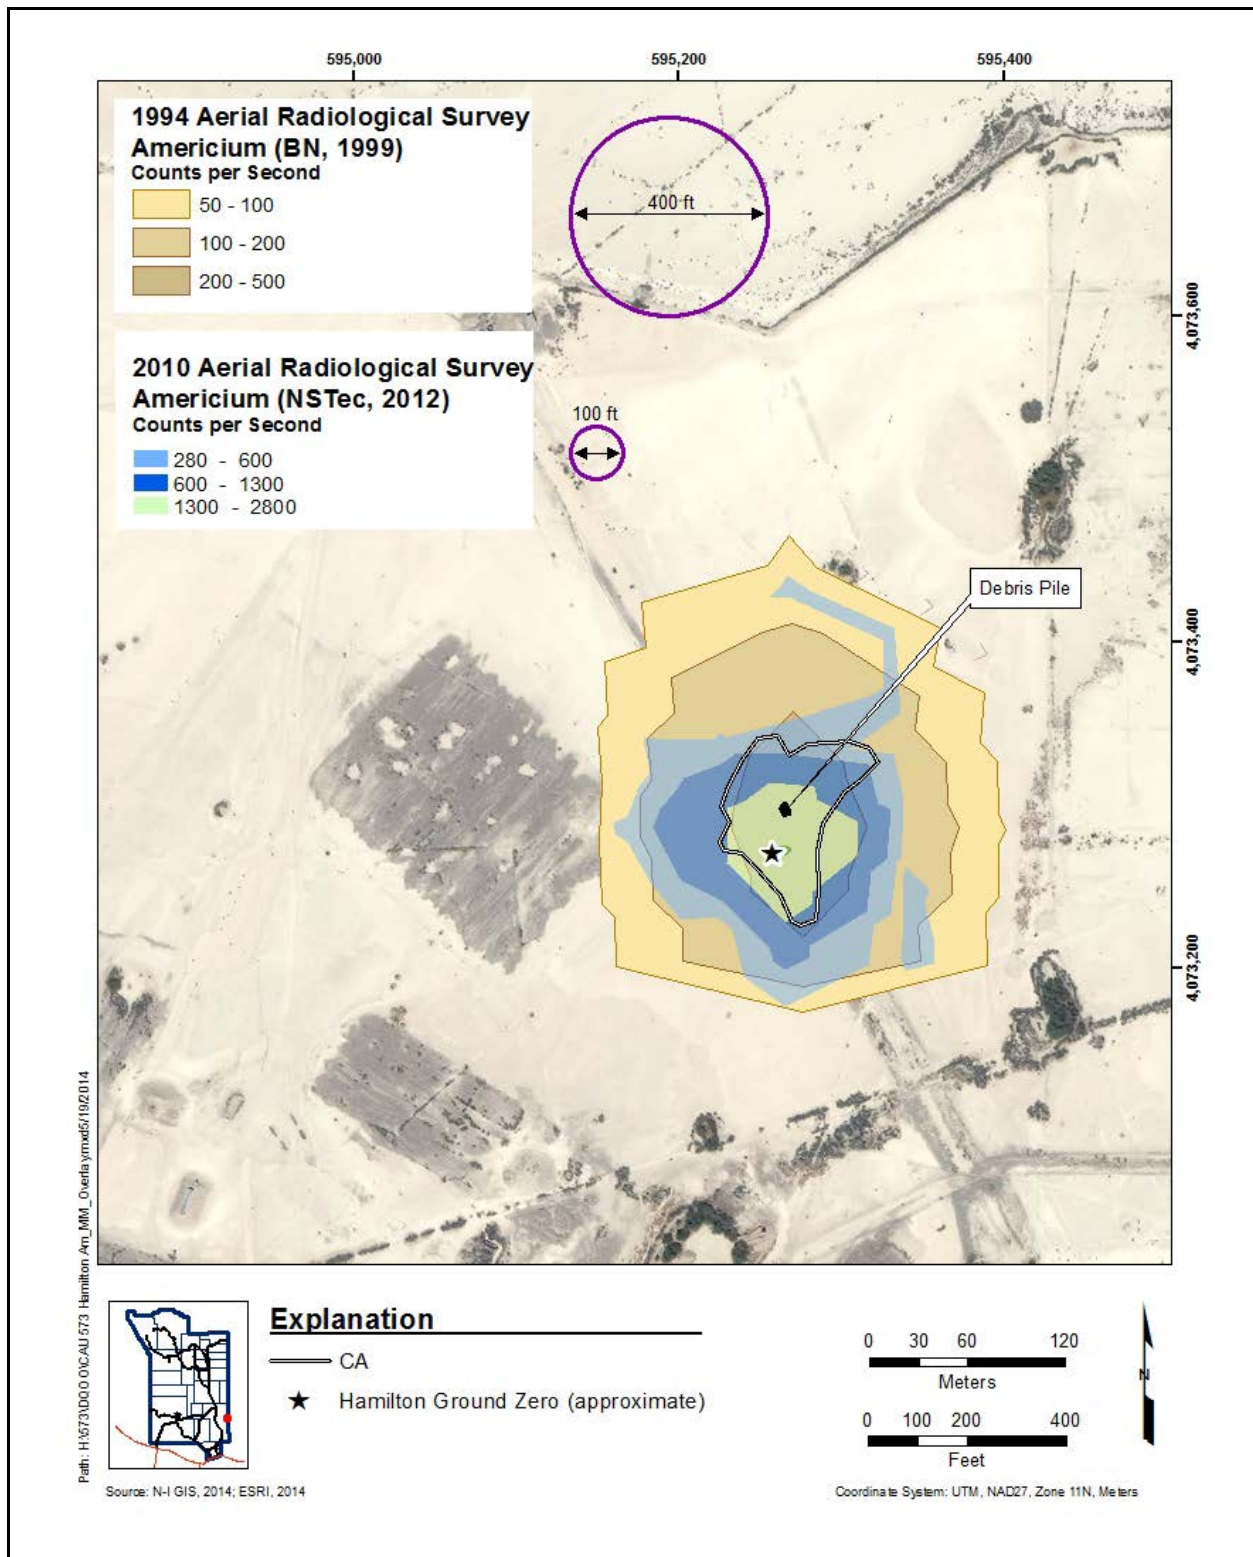 595,000 595,200 595,400
1994 Aerial Radiological Survey
Americium (BN, 1999)
Counts per Second
50 - 100
100 - 200
200 - 500
400 ft
4,073,600
2010 Aerial Radiological Survey
Americium (NSTec, 2012)
Counts per Second
280 - 600
600 - 1300
1300 - 2800
100 ft
Debris Pile
4,073,400
4,073,200
Path: H:\573\DQO O\CAU 573 Hamilton Am_MM_Overlay.mxd5/19/2014
Explanation
CA
Hamilton Ground Zero (approximate)
0 30 60 120
Meters
0 100 200 400
Feet
N
Source: N-I GIS, 2014; ESRI, 2014
Coordinate System: UTM, NAD27, Zone 11N, Meters